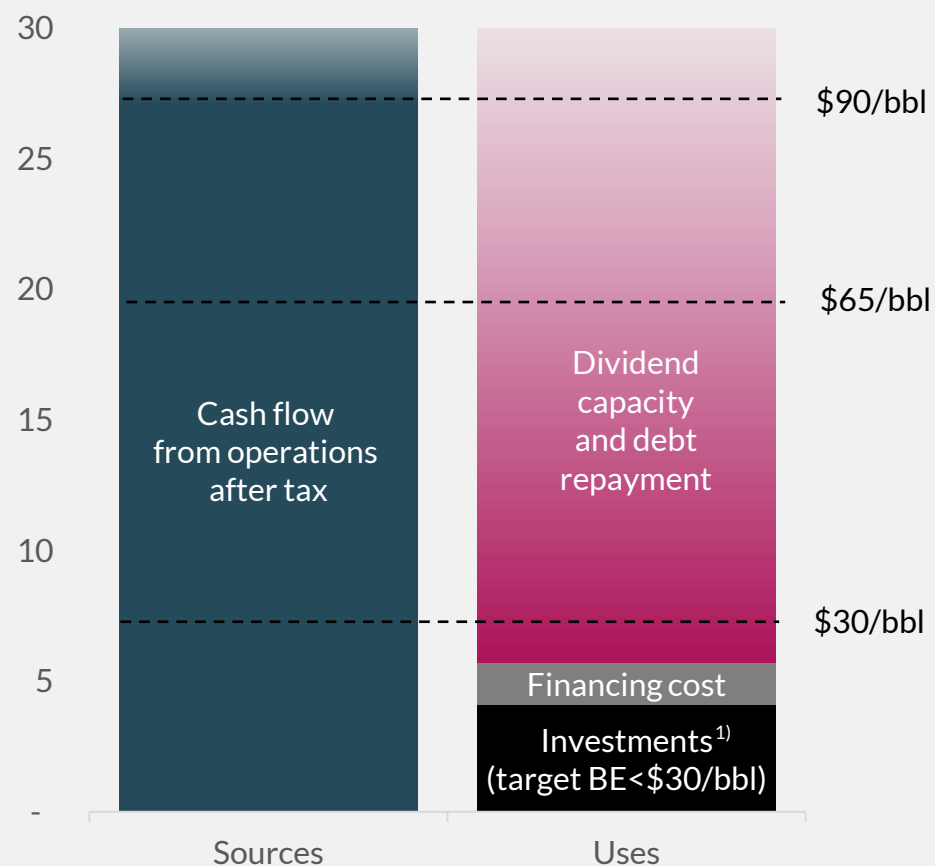 30
25
20
15
10
5
-
$90/bbl
$65/bbl
$30/bbl
Cash flow
from operations
after tax
Dividend
capacity
and debt
repayment
Financing cost
Investments¹⁾
(target BE<$30/bbl)
Sources
Uses